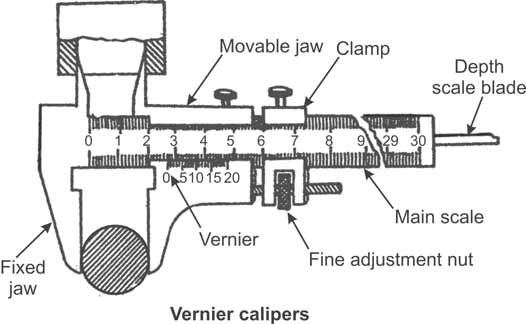 Movable jaw
Clamp
Depth
scale blade
0 1 2 3 4 5 6 7 8 9 29 30
0 5 10 15 20
Vernier
Main scale
Fine adjustment nut
Fixed
jaw
Vernier calipers